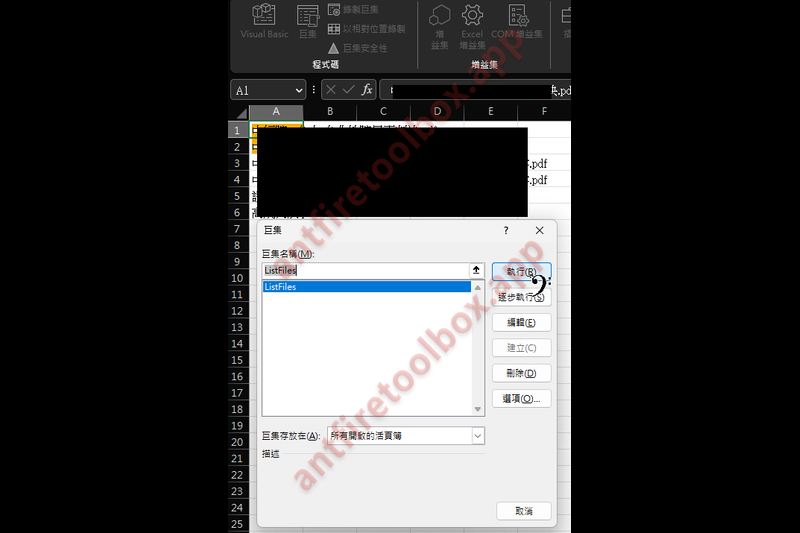 錄製巨集
以相對位置錄製
巨集安全性
Visual Basic
巨集
增益集
Excel 增益集
COM 增益集
程式碼
增益集
A1
fx
.pdf
A B C D E F
1
2
3 .pdf
4 .pdf
5
6
7
8
9
10
11
12
13
14
15
16
17
18
19
20
21
22
23
24
25
巨集
?
巨集名稱(M):
ListFiles
執行(R)
ListFiles
逐步執行(S)
編輯(E)
建立(C)
刪除(D)
選項(O)...
巨集存放在(A):
所有開啟的活頁簿
描述
取消
antfiretoolbox.app
antfiretoolbox.app
antfiretoolbox.app